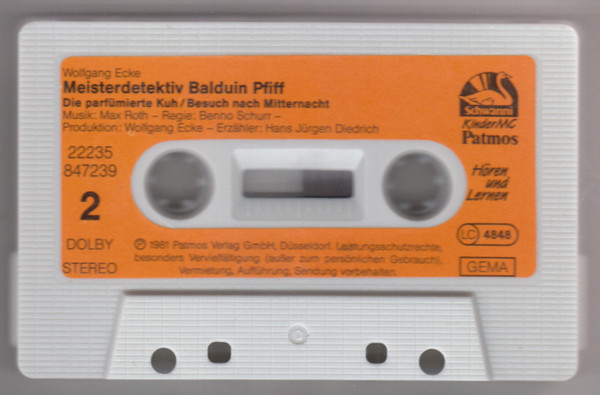 Wolfgang Ecke
Meisterdetektiv Balduin Pfiff
Die parfümierte Kuh/Besuch nach Mitternacht
Musik: Max Roth – Regie: Benno Schurr –
Produktion: Wolfgang Ecke – Erzähler: Hans Jürgen Diedrich
Schwanni
KinderMC
Patmos
22235
847239
2
Hören
und
Lernen
LC 4848
DOLBY
STEREO
℗ 1981 Patmos Verlag GmbH, Düsseldorf. Leistungsschutzrechte,
besonders Vervielfältigung (außer zum persönlichen Gebrauch),
Vermietung, Aufführung, Sendung vorbehalten.
GEMA